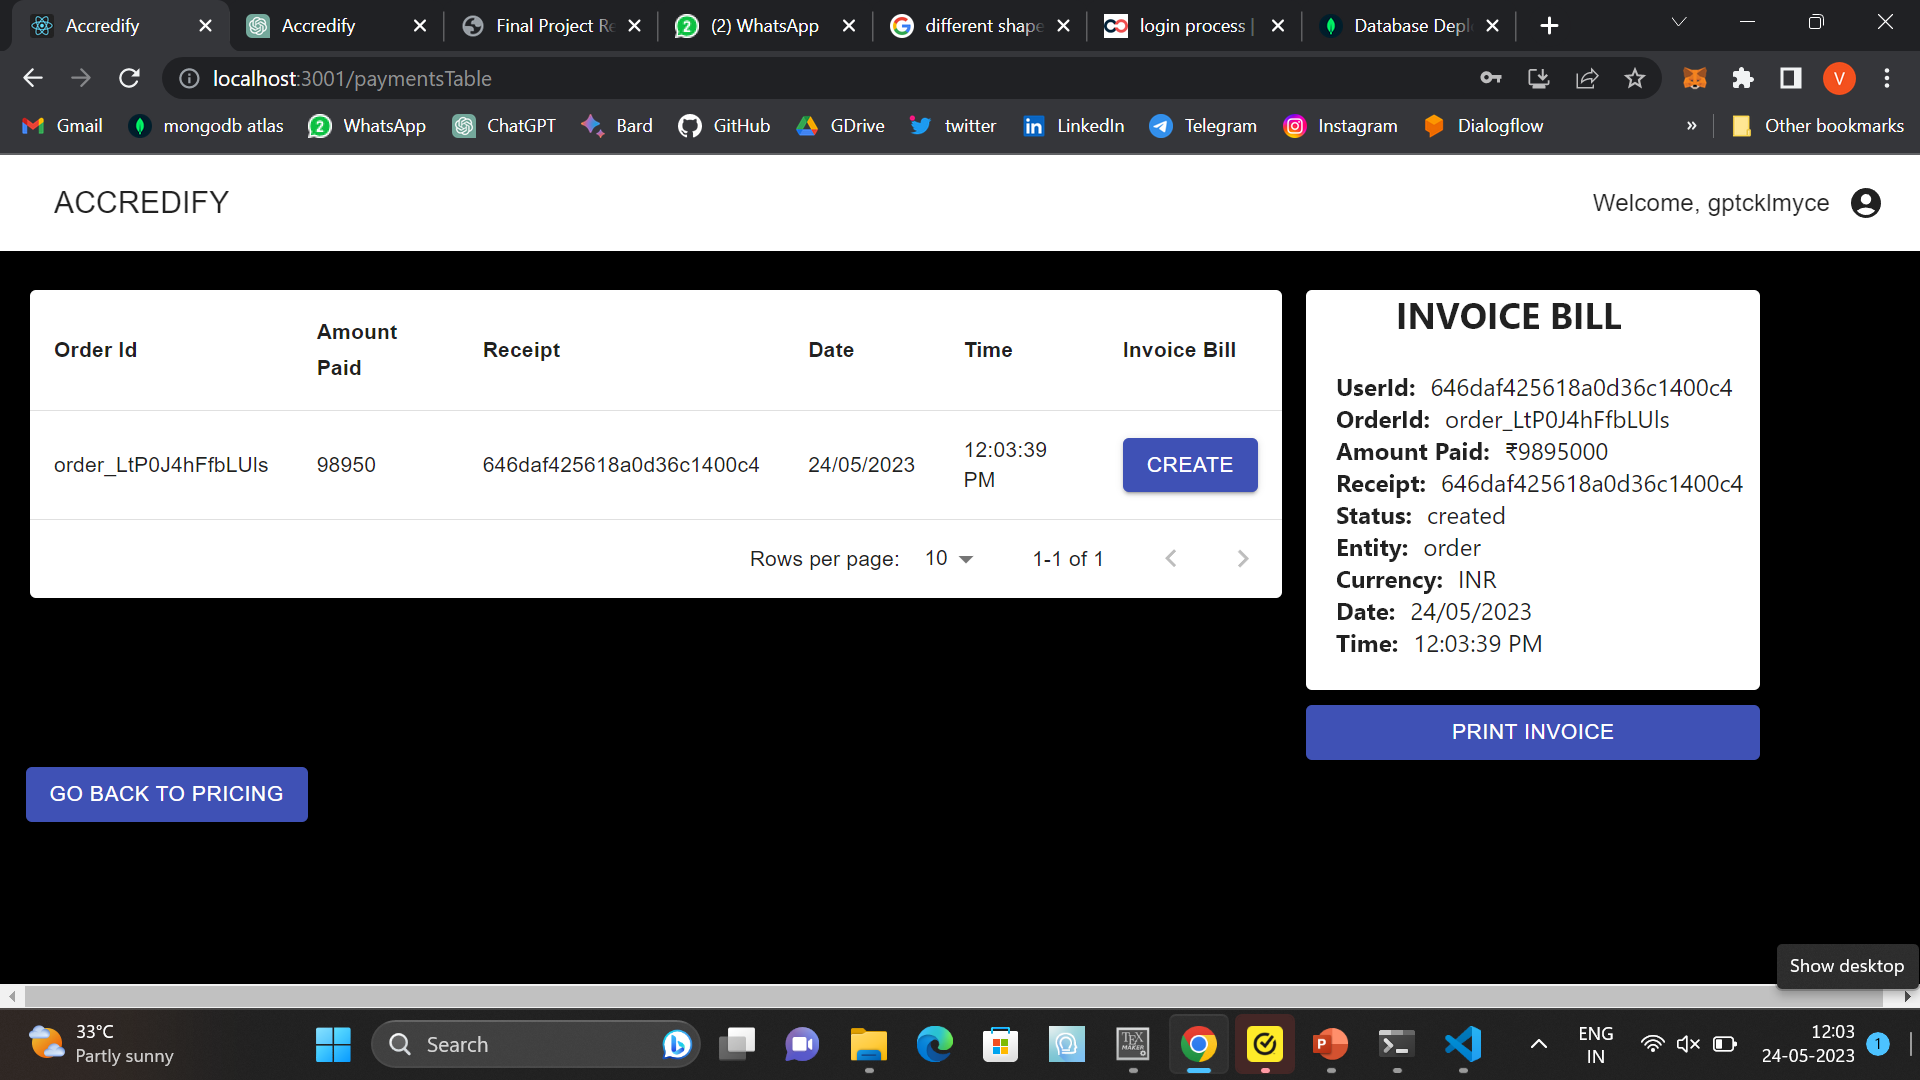 Accredify
Accredify
Final Project Re
(2) WhatsApp
different shape
login process |
Database Depl
localhost:3001/paymentsTable
V
Gmail
mongodb atlas
2
WhatsApp
ChatGPT
Bard
GitHub
GDrive
twitter
LinkedIn
Telegram
Instagram
Dialogflow
»
Other bookmarks
ACCREDIFY
Welcome, gptcklmyce
Order Id
Amount
Paid
Receipt
Date
Time
Invoice Bill
order_LtP0J4hFfbLUls
98950
646daf425618a0d36c1400c4
24/05/2023
12:03:39
PM
CREATE
Rows per page:
10
1-1 of 1
INVOICE BILL
UserId: 646daf425618a0d36c1400c4
OrderId: order_LtP0J4hFfbLUls
Amount Paid: ₹9895000
Receipt: 646daf425618a0d36c1400c4
Status: created
Entity: order
Currency: INR
Date: 24/05/2023
Time: 12:03:39 PM
PRINT INVOICE
GO BACK TO PRICING
Show desktop
33°C
Partly sunny
Search
ENG
IN
12:03
24-05-2023
1